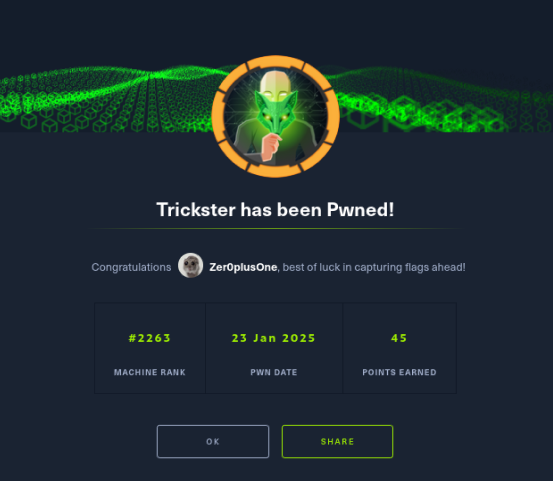 Trickster has been Pwned!
Congratulations Zer0plusOne, best of luck in capturing flags ahead!
#2263 23 Jan 2025 45
MACHINE RANK PWN DATE POINTS EARNED
OK SHARE